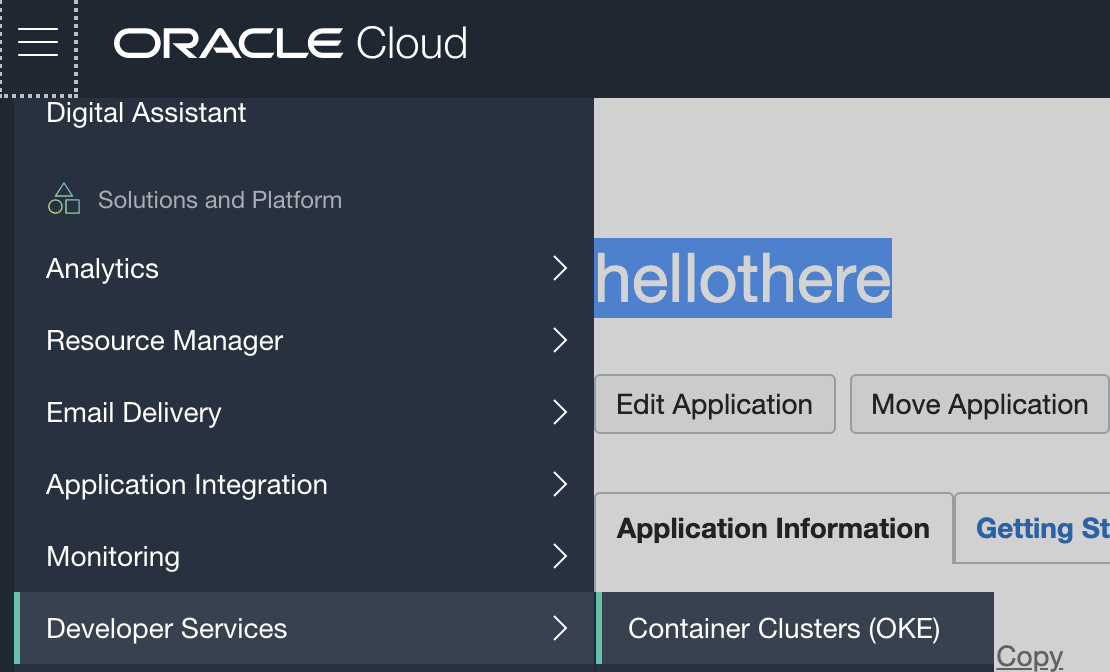 ORACLE Cloud
Digital Assistant
Solutions and Platform
Analytics
Resource Manager
Email Delivery
Application Integration
Monitoring
Developer Services
Container Clusters (OKE)
hellothere
Edit Application
Move Application
Application Information
Getting St
Copy